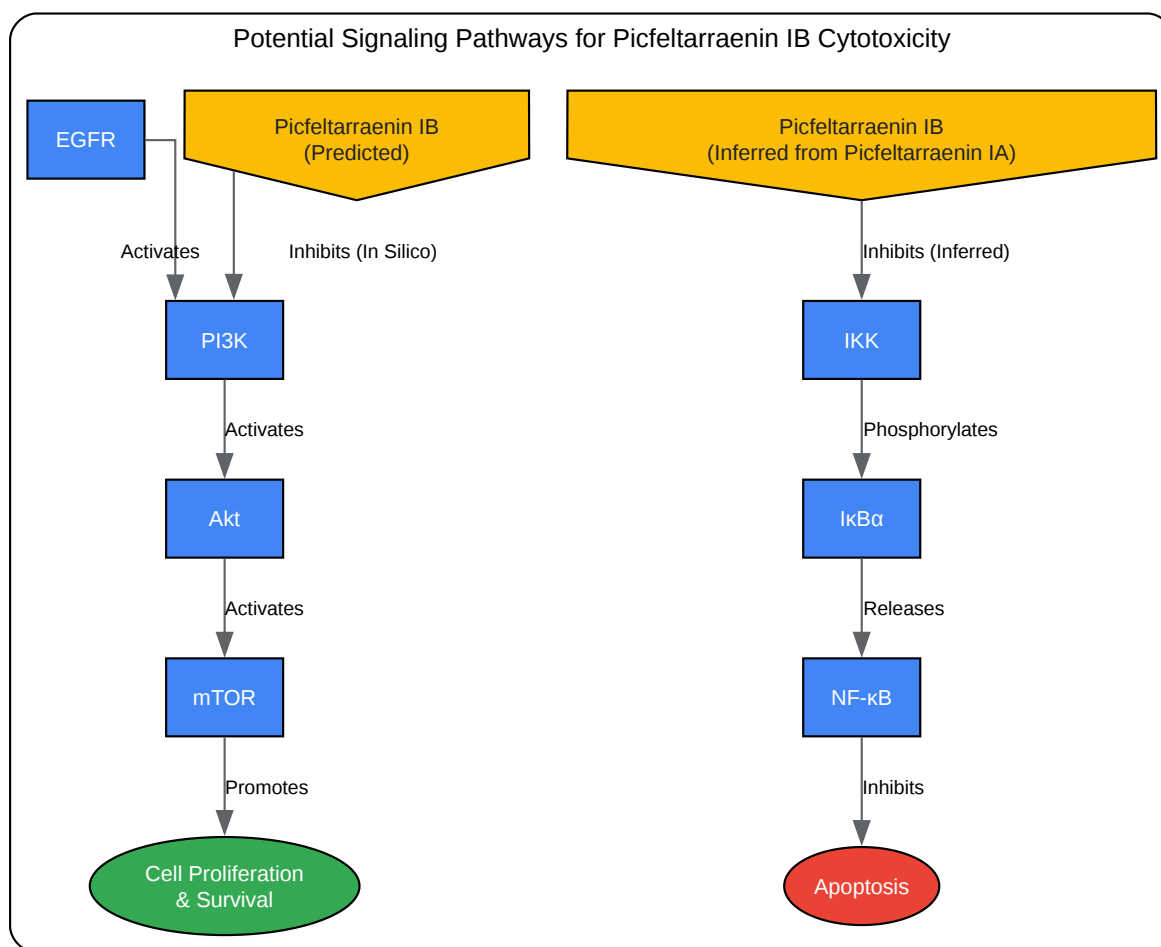 Potential Signaling Pathways for Picfeltarraenin IB Cytotoxicity
EGFR
Picfeltarraenin IB
(Predicted)
Picfeltarraenin IB
(Inferred from Picfeltarraenin IA)
Activates
Inhibits (In Silico)
Inhibits (Inferred)
PI3K
IKK
Activates
Phosphorylates
Akt
IκBα
Activates
Releases
mTOR
NF-κB
Promotes
Inhibits
Cell Proliferation
& Survival
Apoptosis